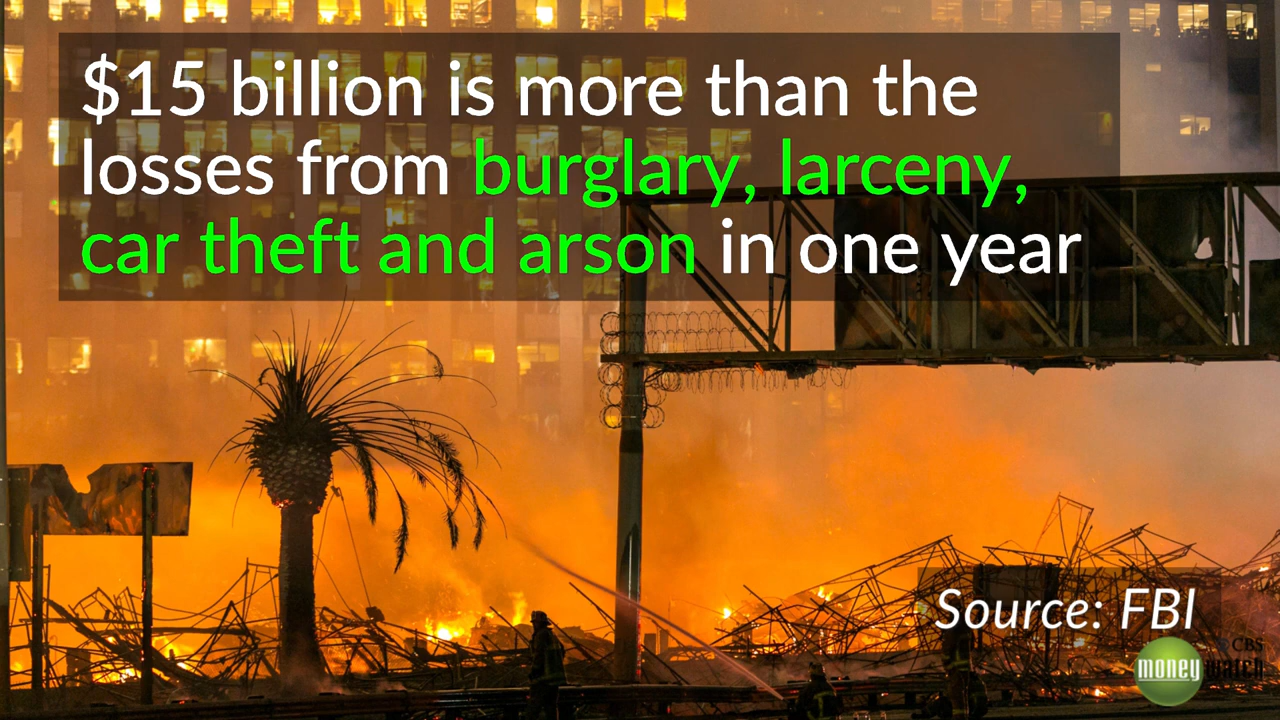 $15 billion is more than the
losses from burglary, larceny,
car theft and arson in one year
Source: FBI
CBS
moneywatch